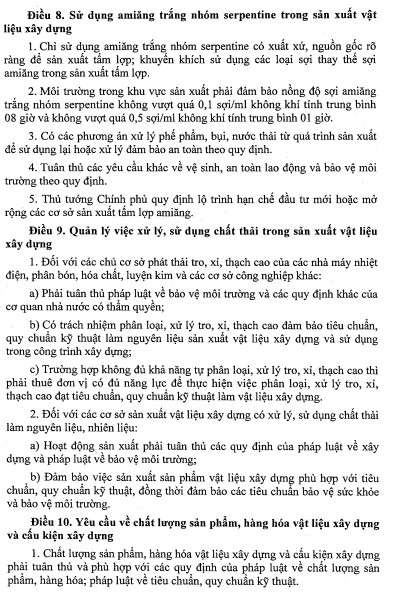 Điều 8. Sử dụng amiăng trắng nhóm serpentine trong sản xuất vật
liệu xây dựng
1. Chỉ sử dụng amiăng trắng nhóm serpentine có xuất xứ, nguồn gốc rõ
ràng để sản xuất tấm lợp; khuyến khích sử dụng các loại sợi thay thế sợi
amiăng trong sản xuất tấm lợp.
2. Môi trường trong khu vực sản xuất phải đảm bảo nồng độ sợi amiăng
trắng nhóm serpentine không vượt quá 0,1 sợi/ml không khí tính trung bình
08 giờ và không vượt quá 0,5 sợi/ml không khí tính trung bình 01 giờ.
3. Có các phương án xử lý phế phẩm, bụi, nước thải từ quá trình sản xuất
để sử dụng lại hoặc xử lý đảm bảo an toàn theo quy định.
4. Tuân thủ các yêu cầu khác về vệ sinh, an toàn lao động và bảo vệ môi
trường theo quy định.
5. Thủ tướng Chính phủ quy định lộ trình hạn chế đầu tư mới hoặc mở
rộng các cơ sở sản xuất tấm lợp amiăng.
Điều 9. Quản lý việc xử lý, sử dụng chất thải trong sản xuất vật liệu
xây dựng
1. Đối với các chủ cơ sở phát thải tro, xỉ, thạch cao của các nhà máy nhiệt
điện, phân bón, hóa chất, luyện kim và các cơ sở công nghiệp khác:
a) Phải tuân thủ pháp luật về bảo vệ môi trường và các quy định khác của
cơ quan nhà nước có thẩm quyền;
b) Có trách nhiệm phân loại, xử lý tro, xỉ, thạch cao đảm bảo tiêu chuẩn,
quy chuẩn kỹ thuật làm nguyên liệu sản xuất vật liệu xây dựng và sử dụng
trong công trình xây dựng;
c) Trường hợp không đủ khả năng tự phân loại, xử lý tro, xỉ, thạch cao thì
phải thuê đơn vị có đủ năng lực để thực hiện việc phân loại, xử lý tro, xỉ,
thạch cao đạt tiêu chuẩn, quy chuẩn kỹ thuật làm vật liệu xây dựng.
2. Đối với các cơ sở sản xuất vật liệu xây dựng có xử lý, sử dụng chất thải
làm nguyên liệu, nhiên liệu:
a) Hoạt động sản xuất phải tuân thủ các quy định của pháp luật về xây
dựng và pháp luật về bảo vệ môi trường;
b) Đảm bảo việc sản xuất sản phẩm vật liệu xây dựng phù hợp với tiêu
chuẩn, quy chuẩn kỹ thuật, đồng thời đảm bảo các tiêu chuẩn bảo vệ sức khỏe
và bảo vệ môi trường.
Điều 10. Yêu cầu về chất lượng sản phẩm, hàng hóa vật liệu xây dựng
và cấu kiện xây dựng
1. Chất lượng sản phẩm, hàng hóa vật liệu xây dựng và cấu kiện xây dựng
phải tuân thủ và phù hợp với các quy định của pháp luật về chất lượng sản
phẩm, hàng hóa; pháp luật về tiêu chuẩn, quy chuẩn kỹ thuật.